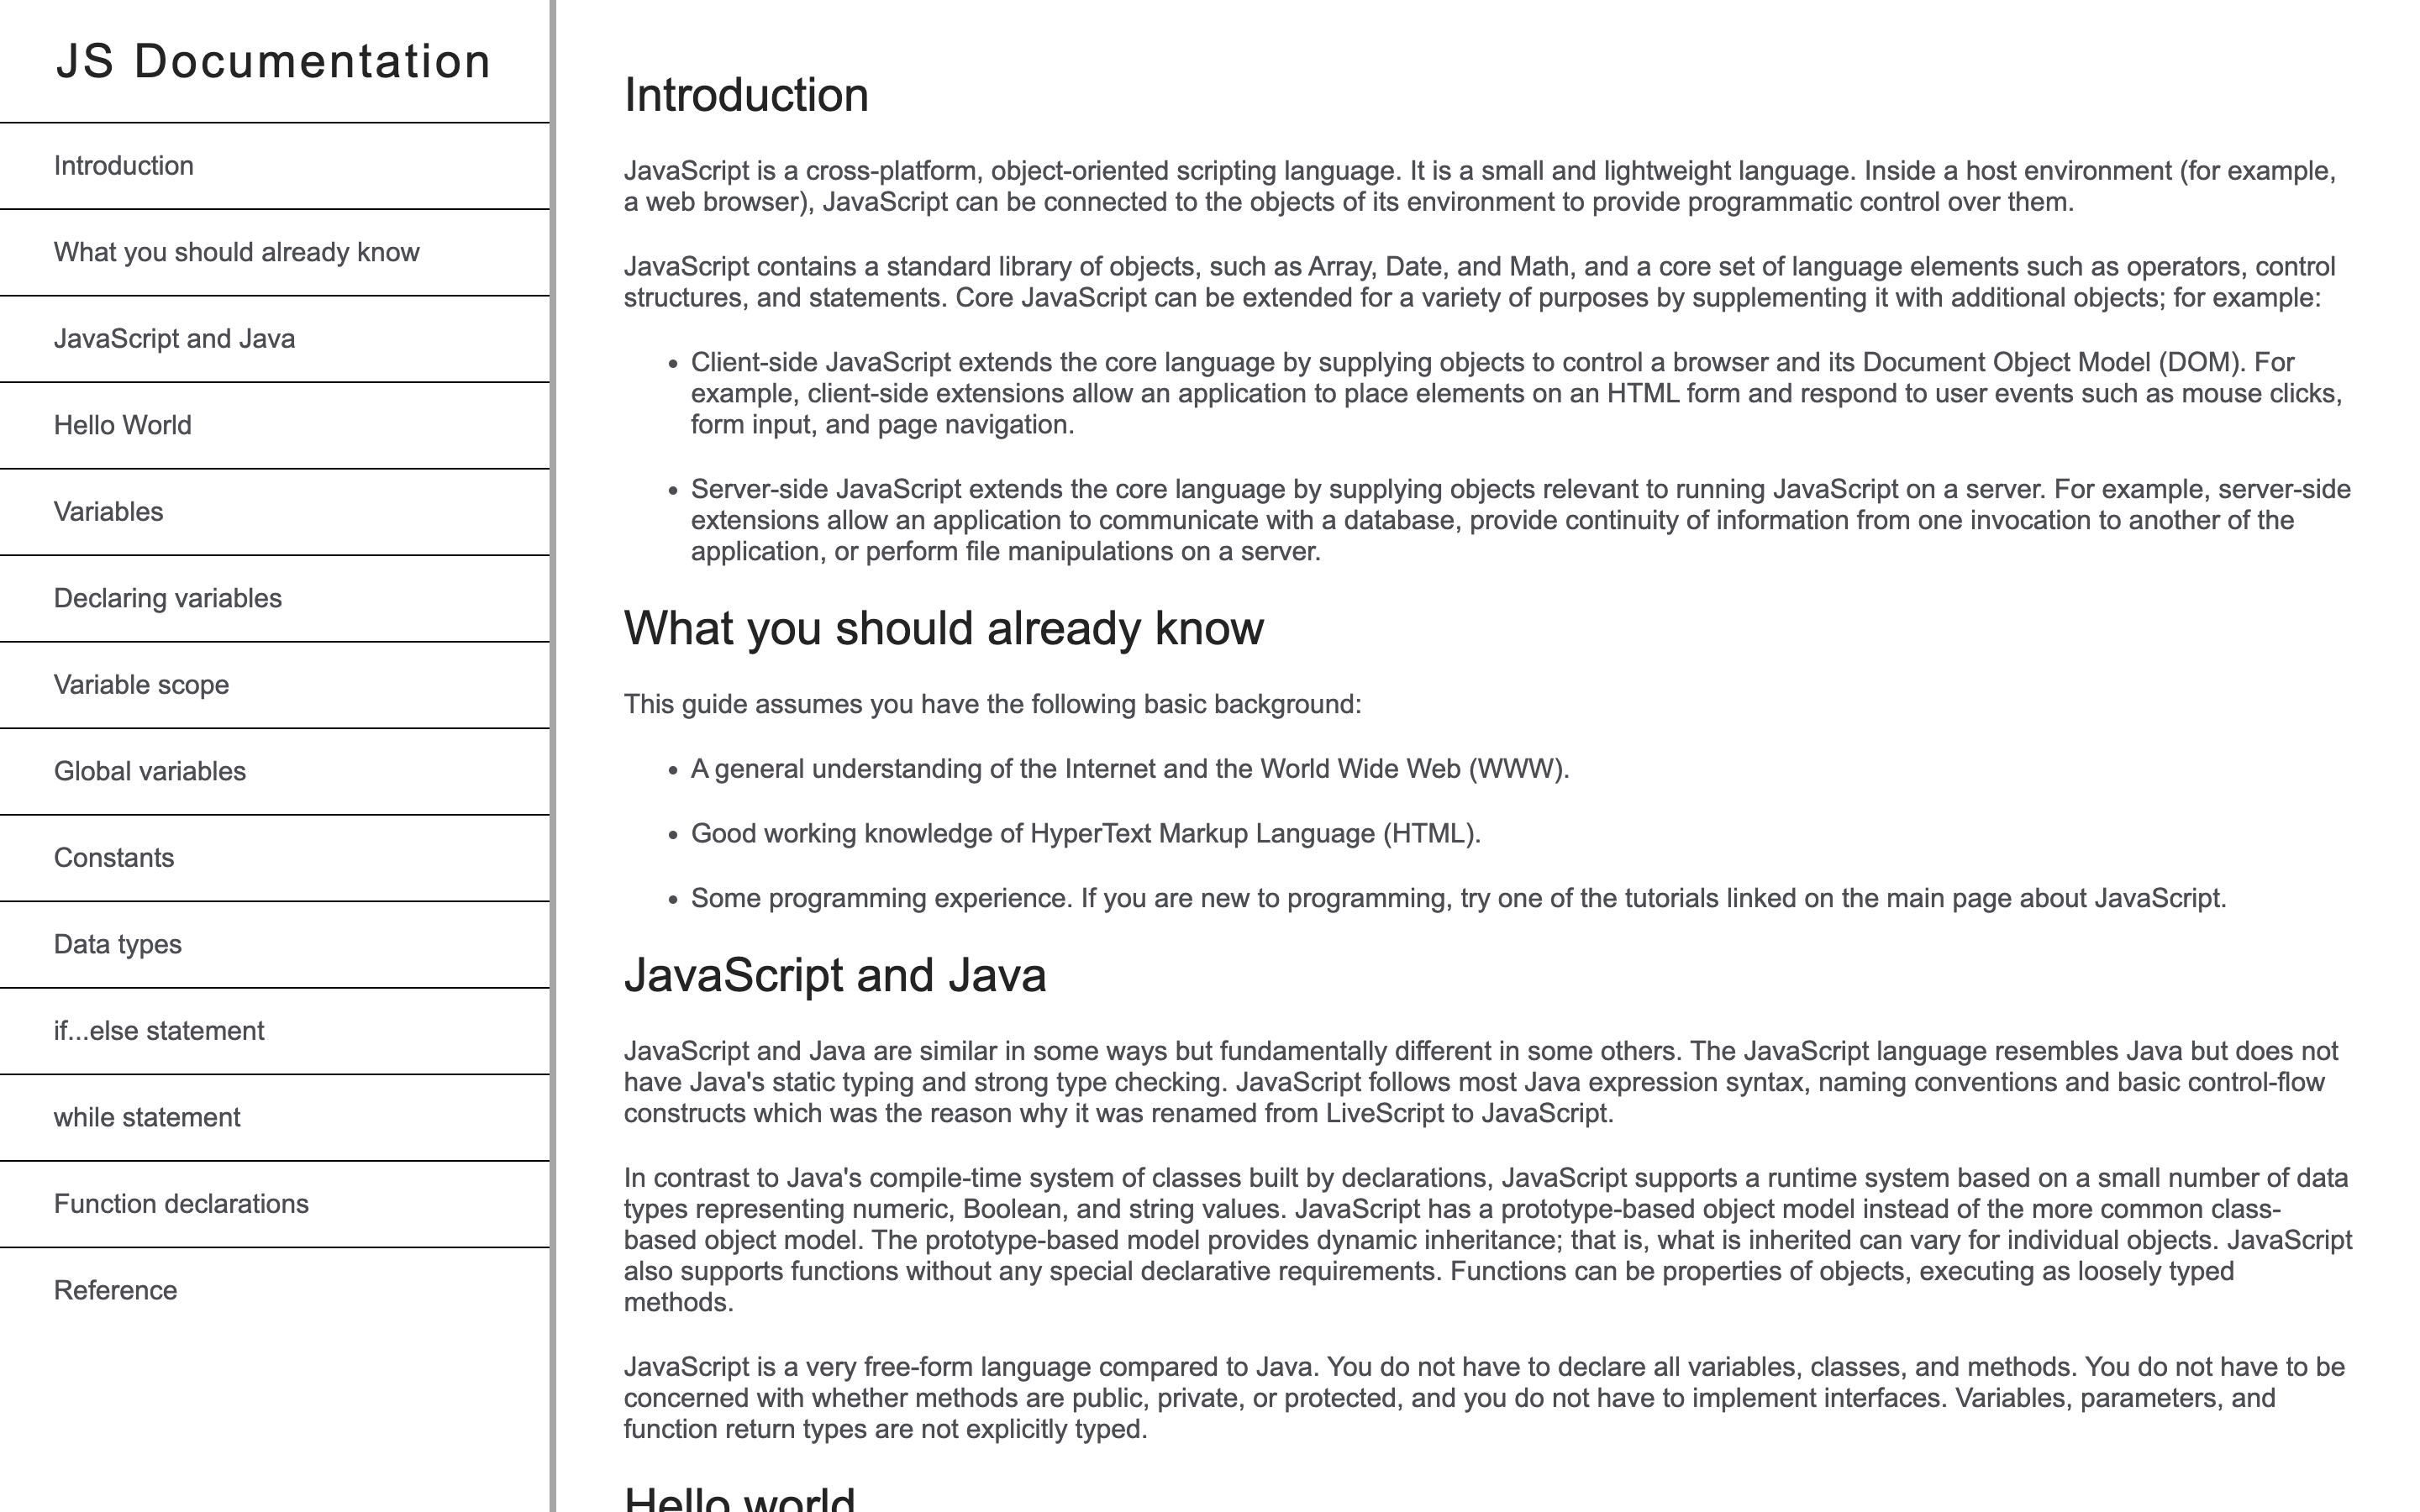 JS Documentation
Introduction
What you should already know
JavaScript and Java
Hello World
Variables
Declaring variables
Variable scope
Global variables
Constants
Data types
if...else statement
while statement
Function declarations
Reference
Introduction
JavaScript is a cross-platform, object-oriented scripting language. It is a small and lightweight language. Inside a host environment (for example,
a web browser), JavaScript can be connected to the objects of its environment to provide programmatic control over them.
JavaScript contains a standard library of objects, such as Array, Date, and Math, and a core set of language elements such as operators, control
structures, and statements. Core JavaScript can be extended for a variety of purposes by supplementing it with additional objects; for example:
• Client-side JavaScript extends the core language by supplying objects to control a browser and its Document Object Model (DOM). For
example, client-side extensions allow an application to place elements on an HTML form and respond to user events such as mouse clicks,
form input, and page navigation.
• Server-side JavaScript extends the core language by supplying objects relevant to running JavaScript on a server. For example, server-side
extensions allow an application to communicate with a database, provide continuity of information from one invocation to another of the
application, or perform file manipulations on a server.
What you should already know
This guide assumes you have the following basic background:
• A general understanding of the Internet and the World Wide Web (WWW).
• Good working knowledge of HyperText Markup Language (HTML).
• Some programming experience. If you are new to programming, try one of the tutorials linked on the main page about JavaScript.
JavaScript and Java
JavaScript and Java are similar in some ways but fundamentally different in some others. The JavaScript language resembles Java but does not
have Java's static typing and strong type checking. JavaScript follows most Java expression syntax, naming conventions and basic control-flow
constructs which was the reason why it was renamed from LiveScript to JavaScript.
In contrast to Java's compile-time system of classes built by declarations, JavaScript supports a runtime system based on a small number of data
types representing numeric, Boolean, and string values. JavaScript has a prototype-based object model instead of the more common class-
based object model. The prototype-based model provides dynamic inheritance; that is, what is inherited can vary for individual objects. JavaScript
also supports functions without any special declarative requirements. Functions can be properties of objects, executing as loosely typed
methods.
JavaScript is a very free-form language compared to Java. You do not have to declare all variables, classes, and methods. You do not have to be
concerned with whether methods are public, private, or protected, and you do not have to implement interfaces. Variables, parameters, and
function return types are not explicitly typed.
Hello world